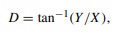 D = tan⁻¹(Y/X),